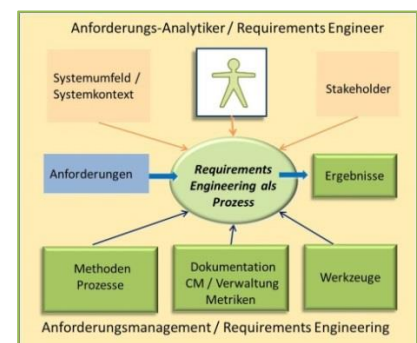 Anforderungs-Analytiker / Requirements Engineer
Systemumfeld /
Systemkontext
Stakeholder
Anforderungen
Requirements
Engineering als
Prozess
Ergebnisse
Methoden
Prozesse
Dokumentation
CM / Verwaltung
Metriken
Werkzeuge
Anforderungsmanagement / Requirements Engineering